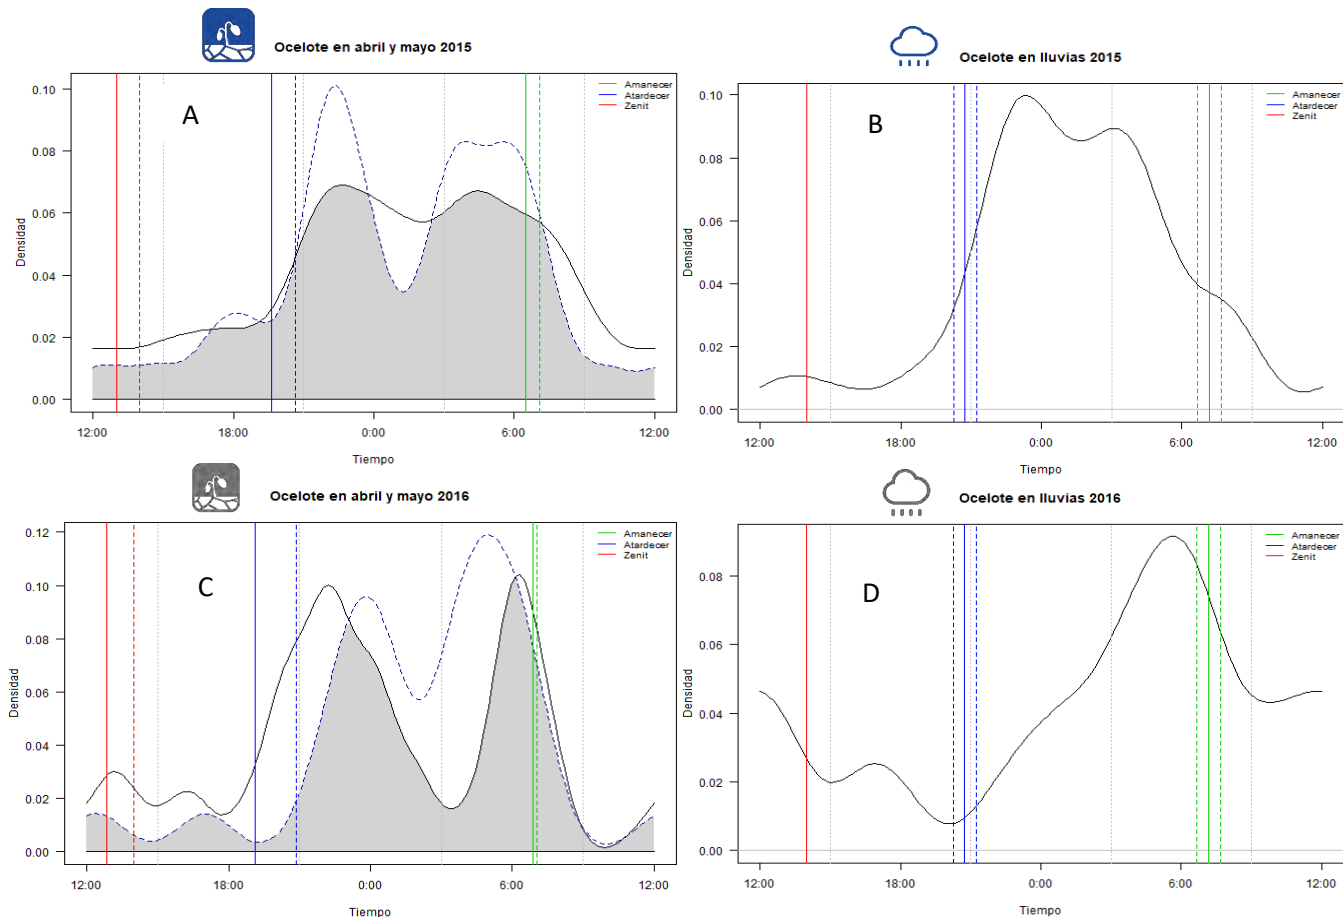 Ocelote en abril y mayo 2015
A
Amanecer
Atardecer
Zenit
Densidad
0.10
0.08
0.06
0.04
0.02
0.00
12:00 18:00 0:00 6:00 12:00
Tiempo
Ocelote en lluvias 2015
B
Amanecer
Atardecer
Zenit
Densidad
0.10
0.08
0.06
0.04
0.02
0.00
12:00 18:00 0:00 6:00 12:00
Tiempo
Ocelote en abril y mayo 2016
C
Amanecer
Atardecer
Zenit
Densidad
0.12
0.10
0.08
0.06
0.04
0.02
0.00
12:00 18:00 0:00 6:00 12:00
Tiempo
Ocelote en lluvias 2016
D
Amanecer
Atardecer
Zenit
Densidad
0.08
0.06
0.04
0.02
0.00
12:00 18:00 0:00 6:00 12:00
Tiempo